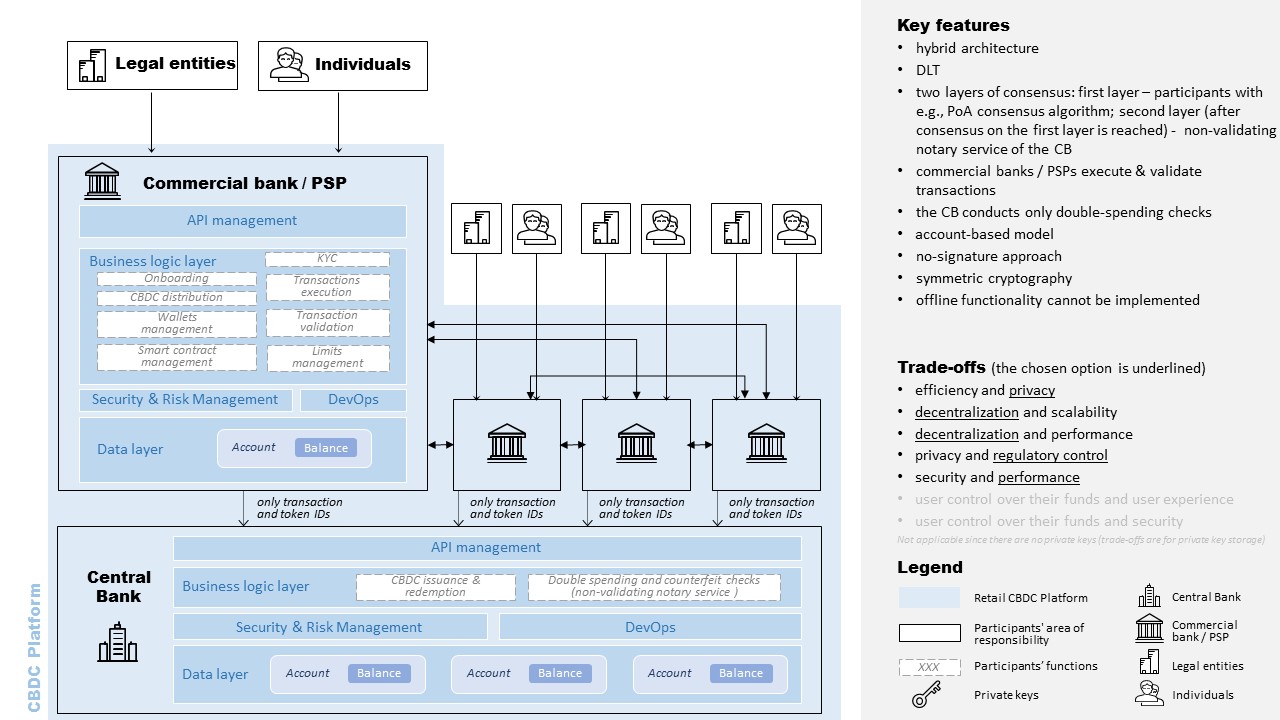 Legal entities
Individuals
Commercial bank / PSP
API management
Business logic layer
KYC
Onboarding
CBDC distribution
Wallets
management
Smart contract
management
Transactions
execution
Transaction
validation
Limits
management
Security & Risk Management
DevOps
Data layer
Account
Balance
only transaction
and token IDs
only transaction
and token IDs
only transaction
and token IDs
only transaction
and token IDs
Central
Bank
API management
Business logic layer
CBDC issuance &
redemption
Double spending and counterfeit checks
(non-validating notary service )
Security & Risk Management
DevOps
Data layer
Account
Balance
Account
Balance
Account
Balance
CBDC Platform
Key features
• hybrid architecture
• DLT
• two layers of consensus: first layer – participants with
e.g., PoA consensus algorithm; second layer (after
consensus on the first layer is reached) - non-validating
notary service of the CB
• commercial banks / PSPs execute & validate
transactions
• the CB conducts only double-spending checks
• account-based model
• no-signature approach
• symmetric cryptography
• offline functionality cannot be implemented
Trade-offs (the chosen option is underlined)
• efficiency and privacy
• decentralization and scalability
• decentralization and performance
• privacy and regulatory control
• security and performance
• user control over their funds and user experience
• user control over their funds and security
Not applicable since there are no private keys (trade-offs are for private key storage)
Legend
Retail CBDC Platform
Participants' area of
responsibility
XXX
Participants' functions
Private keys
Central Bank
Commercial
bank / PSP
Legal entities
Individuals